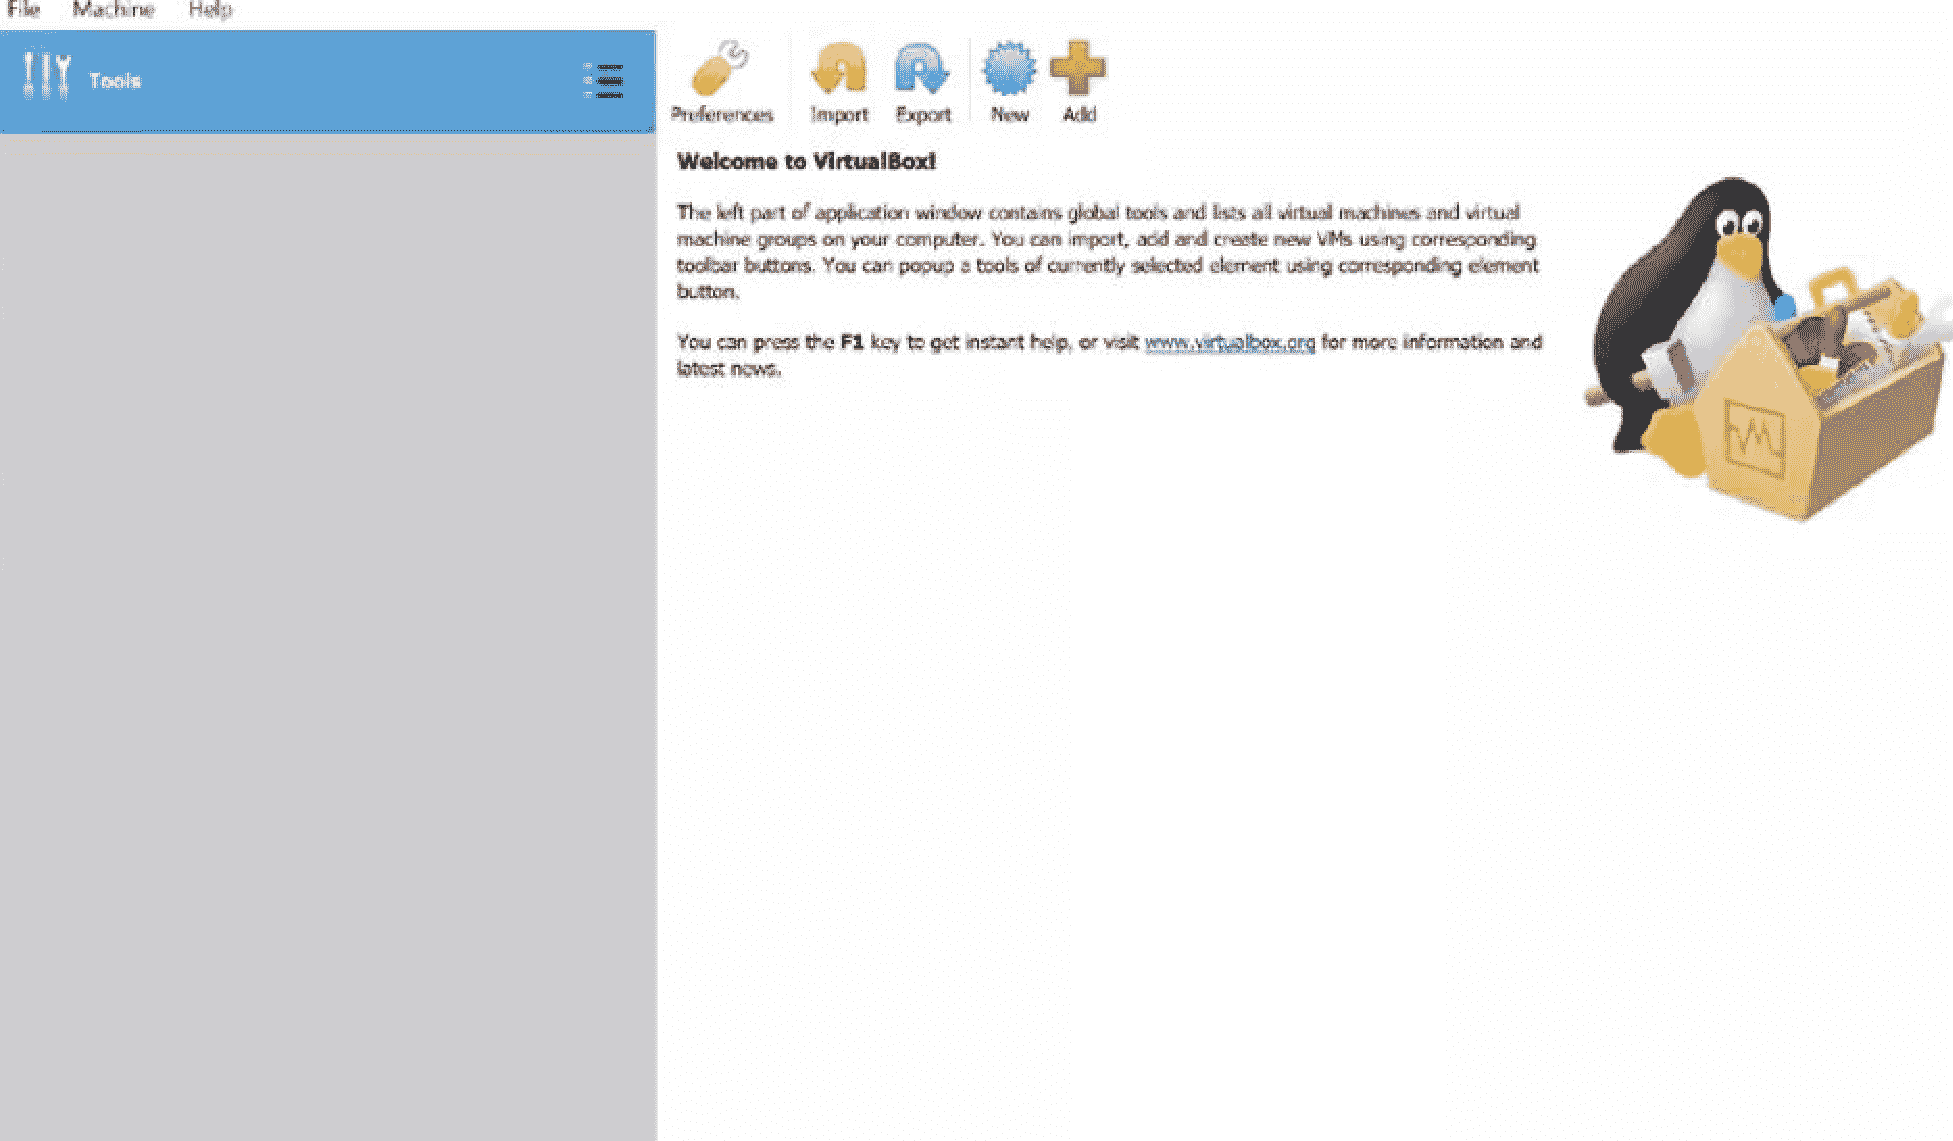 File Machine Help
Tools
Preferences Import Export New Add
Welcome to VirtualBox!
The left part of application window contains global tools and lists all virtual machines and virtual
machine groups on your computer. You can import, add and create new VMs using corresponding
toolbar buttons. You can popup a tools of currently selected element using corresponding element
button.
You can press the F1 key to get instant help, or visit www.virtualbox.org for more information and
latest news.